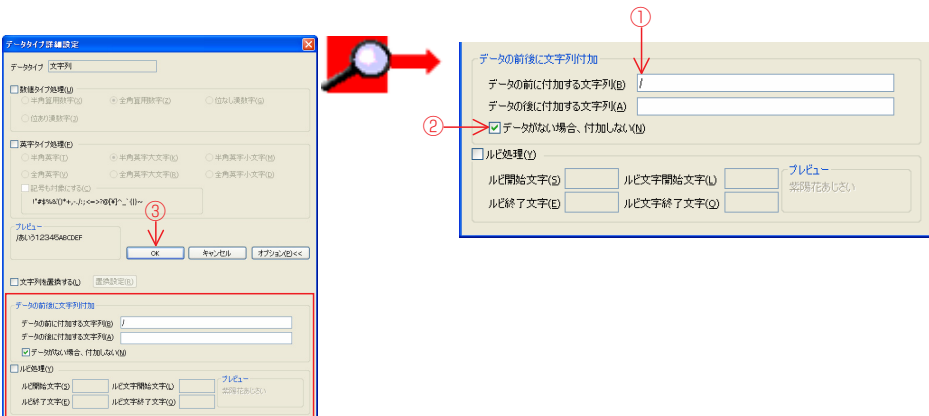 データタイプ詳細設定
データタイプ 文字列
数値タイプ処理(U)
半角算用数字(O) 全角算用数字(Z) 位なし漢数字(G)
位あり漢数字(J)
英字タイプ処理(E)
半角英字(T) 半角英字大文字(K) 半角英字小文字(M)
全角英字(V) 全角英字大文字(R) 全角英字小文字(S)
記号も対象にする(C)
!"#$%&'()*+,-./:;<=>?@[¥]^_`{|}~
③
プレビュー
/あいう12345ABCDEF
OK キャンセル オプション(P)<<
文字列を置換する(L) 置換設定(R)
データの前後に文字列付加
データの前に付加する文字列(B) /
データの後に付加する文字列(A)
データがない場合、付加しない(N)
ルビ処理(Y)
ルビ開始文字(S) ルビ文字開始文字(L)
ルビ終了文字(E) ルビ文字終了文字(Q)
プレビュー
紫陽花あじさい
①
データの前後に文字列付加
データの前に付加する文字列(B) /
データの後に付加する文字列(A)
② データがない場合、付加しない(N)
ルビ処理(Y)
ルビ開始文字(S) ルビ文字開始文字(L)
ルビ終了文字(E) ルビ文字終了文字(Q)
プレビュー
紫陽花あじさい